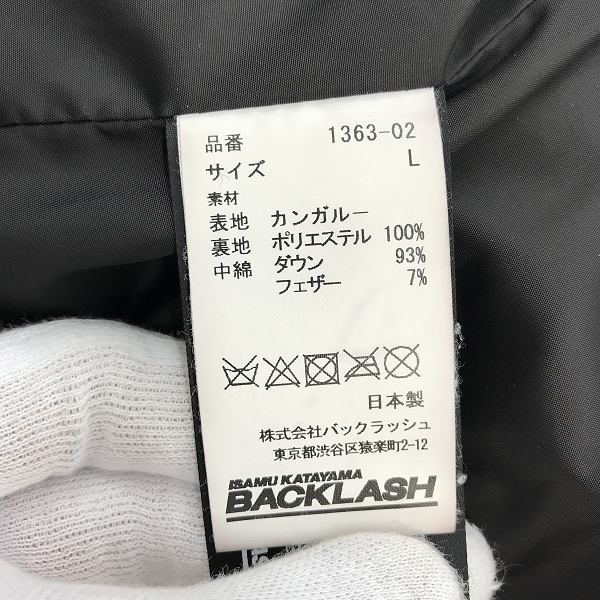 品番 1363-02
サイズ L
素材
表地 カンガルー
裏地 ポリエステル 100%
中綿 ダウン 93%
フェザー 7%
日本製
株式会社バックラッシュ
東京都渋谷区猿楽町2-12
ISAMU KATAYAMA
BACKLASH